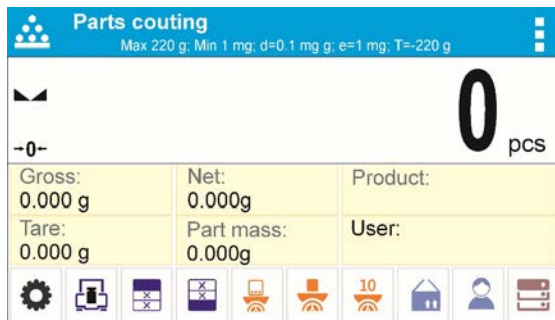 Parts couting
Max 220 g; Min 1 mg; d=0.1 mg g; e=1 mg; T=-220 g
0 pcs
→0←
Gross:
0.000 g
Net:
0.000g
Product:
Tare:
0.000 g
Part mass:
0.000g
User:
10